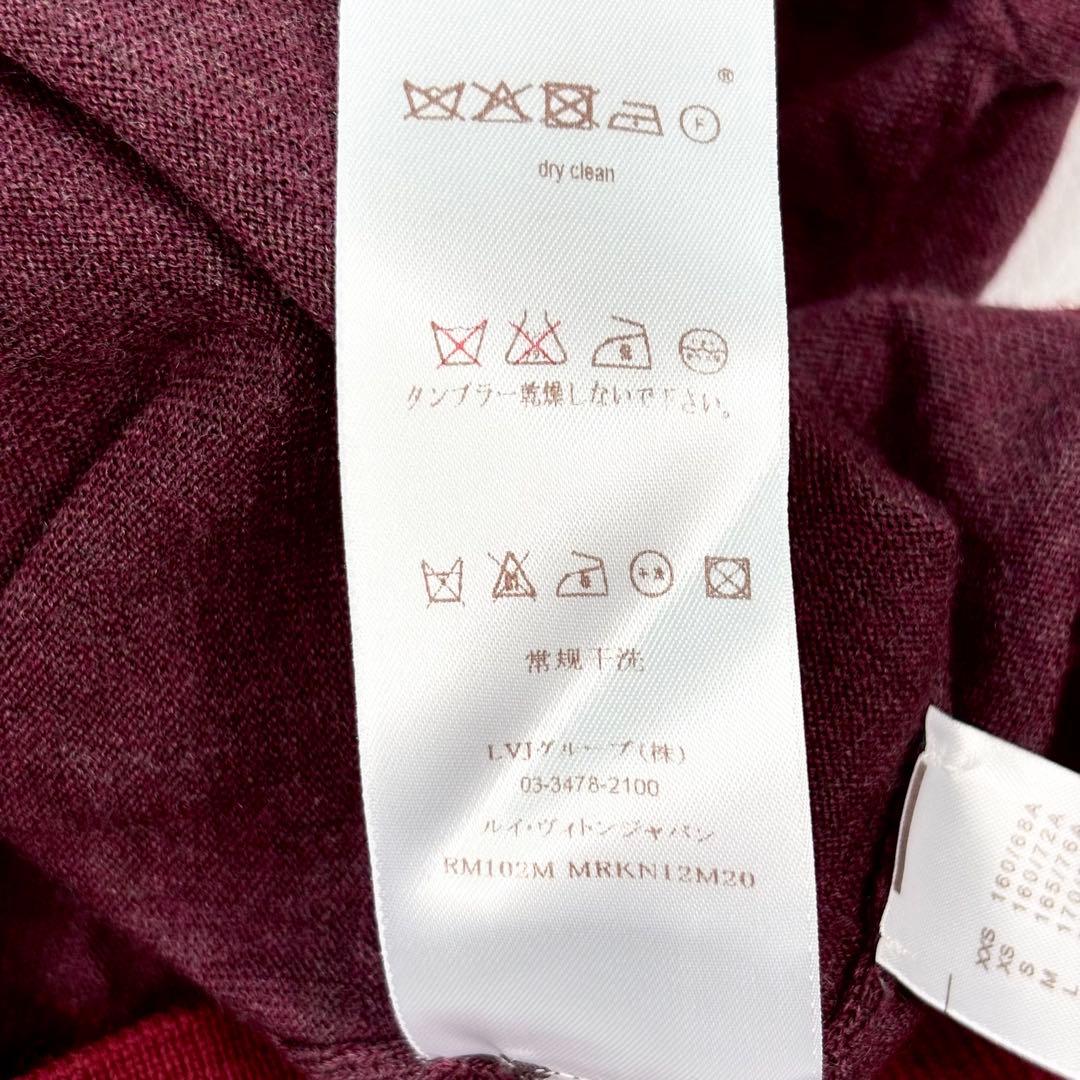 ®
F
dry clean
タンブラー乾燥しないで下さい。
常规干洗
LVJグループ(株)
03-3478-2100
ルイ・ヴィトンジャパン
RM102M MRKN12M20
XXS 160/68A
XS 160/72A
S 165/76A
M 170
L